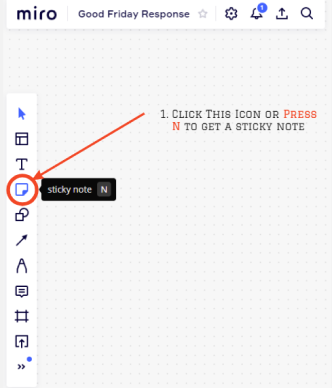 miro Good Friday Response 1
1. Click This Icon or Press
N to get a sticky note
T
sticky note N